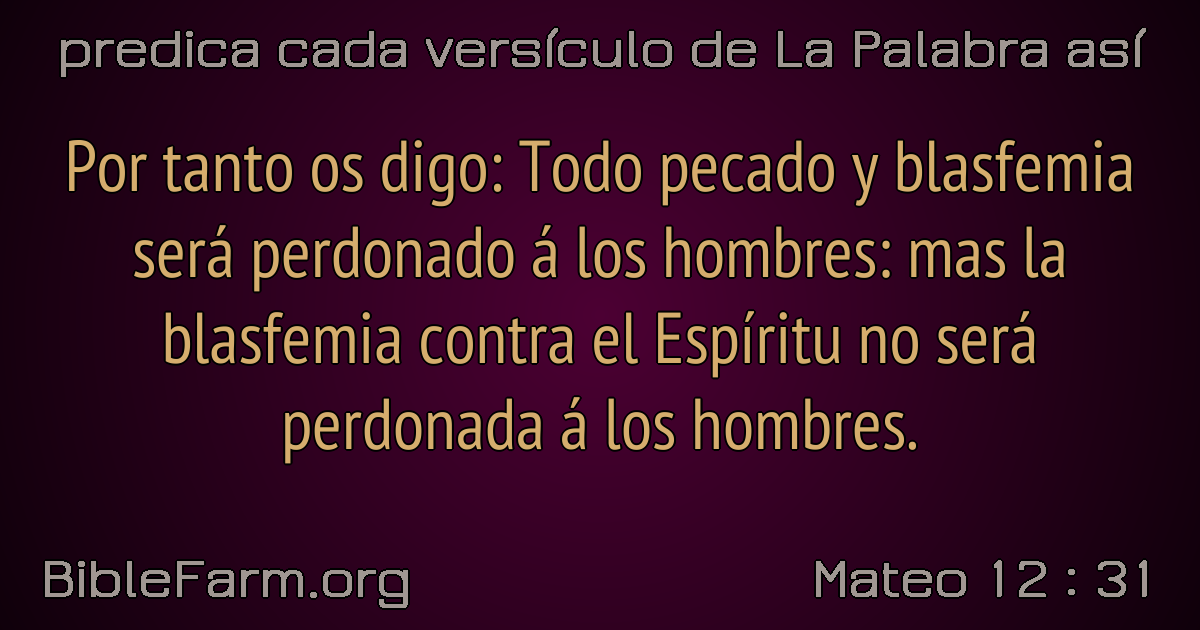 predica cada versículo de La Palabra así
Por tanto os digo: Todo pecado y blasfemia
será perdonado á los hombres: mas la
blasfemia contra el Espíritu no será
perdonada á los hombres.
BibleFarm.org
Mateo 12 : 31